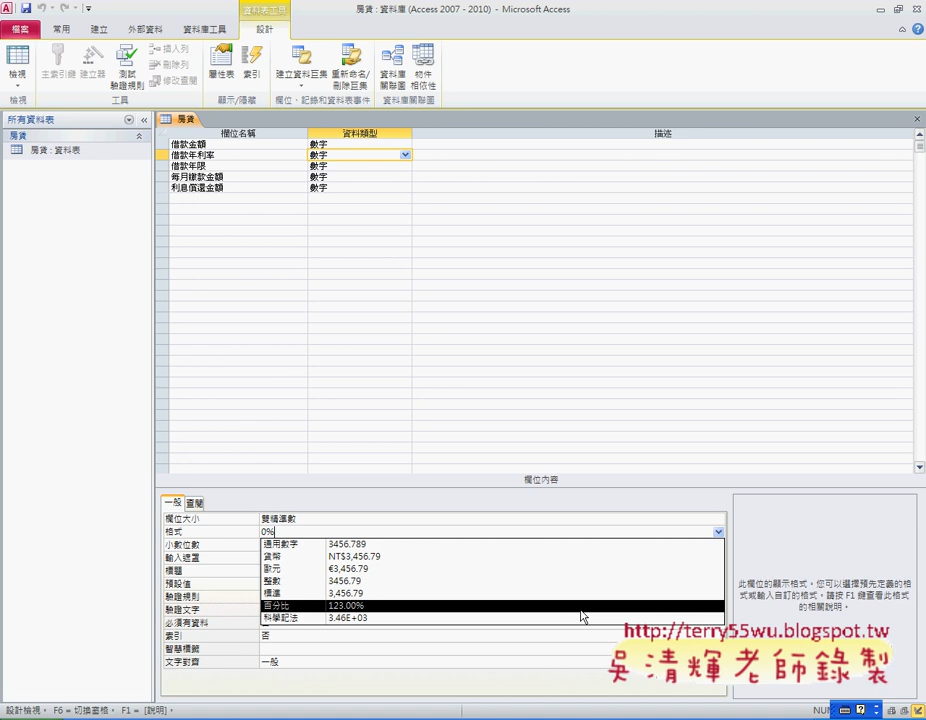 房貸 : 資料庫 (Access 2007 - 2010) - Microsoft Access
資料表工具
檔案 常用 建立 外部資料 資料庫工具 設計
檢視 主索引鍵 建立器 測試驗證規則 插入列 刪除列 修改查閱 屬性表 索引 建立資料巨集 重新命名/刪除巨集 資料庫關聯圖 物件相依性
檢視 工具 顯示/隱藏 欄位、記錄和資料表事件 資料庫關聯圖
所有資料表
房貸
房貸 : 資料表
房貸
欄位名稱 資料類型 描述
借款金額 數字
借款年利率 數字
借款年限 數字
每月繳款金額 數字
利息償還金額 數字
欄位內容
一般 查閱
欄位大小 雙精準數
格式 0%
小數位數 通用數字 3456.789
輸入遮罩 貨幣 NT$3,456.79
標題 歐元 €3,456.79
預設值 整數 3456.79
驗證規則 標準 3,456.79
驗證文字 百分比 123.00%
必須有資料 科學記法 3.46E+03
索引 否
智慧標籤
文字對齊 一般
此欄位的顯示格式。您可以選擇預先定義的格
式或輸入自訂的格式。請按 F1 鍵查看此格式
的相關說明。
http://terry55wu.blogspot.tw
吳清輝老師錄製
設計檢視。 F6 = 切換窗格。 F1 = [說明]。
NUM